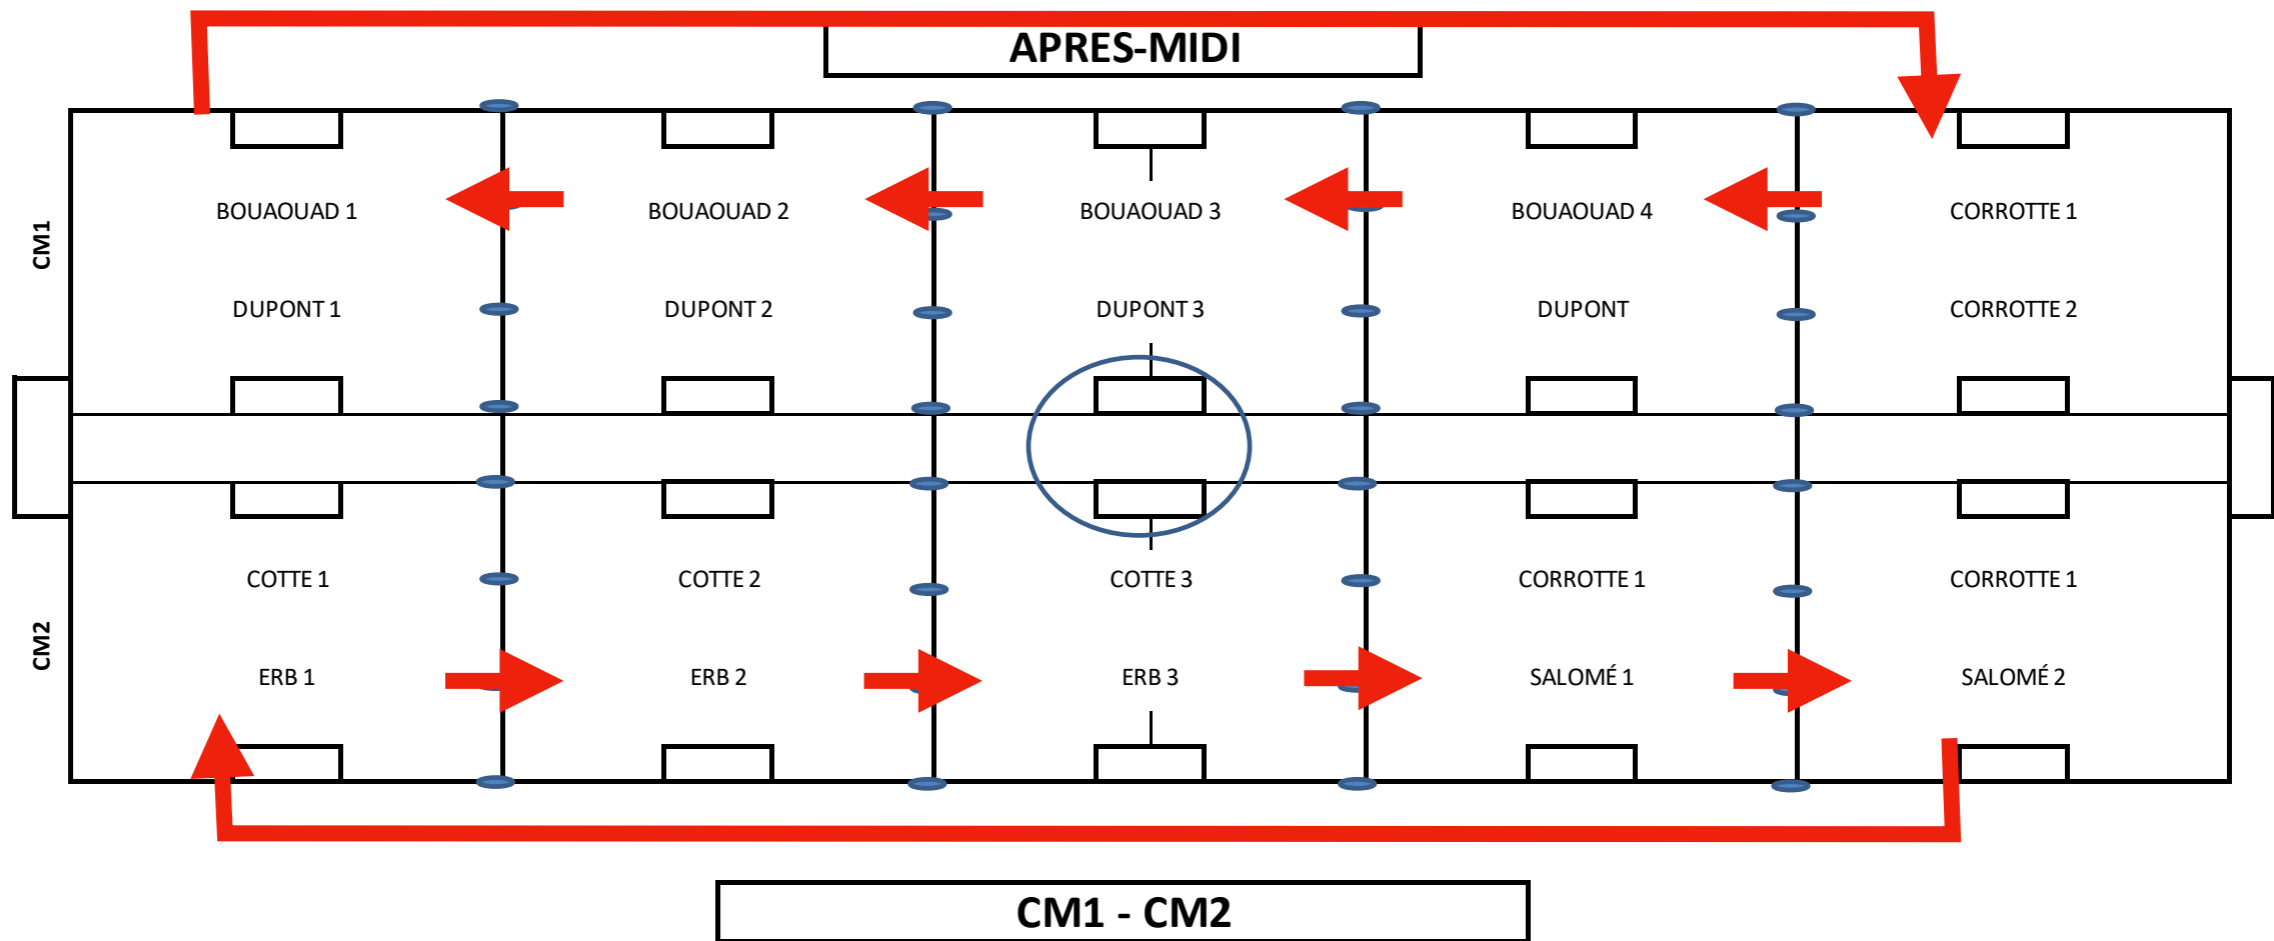 APRES-MIDI
CM1
BOUAOUAD 1
BOUAOUAD 2
BOUAOUAD 3
BOUAOUAD 4
CORROTTE 1
DUPONT 1
DUPONT 2
DUPONT 3
DUPONT
CORROTTE 2
CM2
COTTE 1
COTTE 2
COTTE 3
CORROTTE 1
CORROTTE 1
ERB 1
ERB 2
ERB 3
SALOMÉ 1
SALOMÉ 2
CM1 - CM2